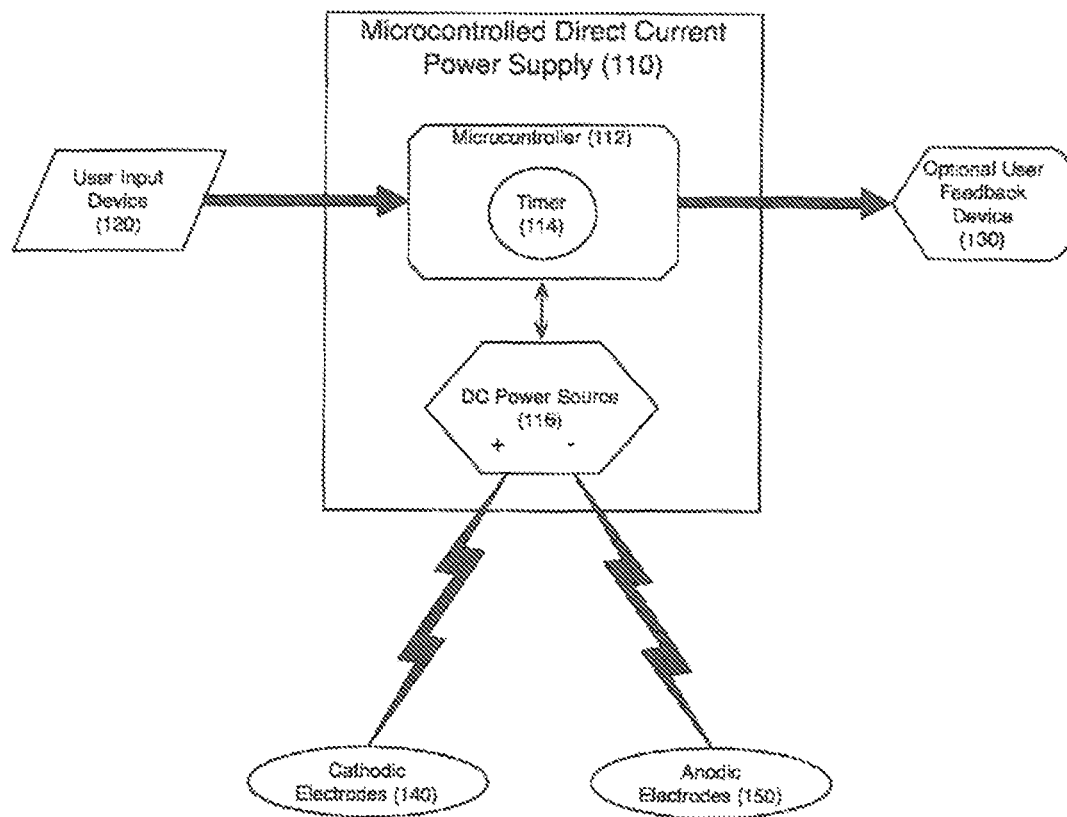 Microcontrolled Direct Current
Power Supply (110)
Microcontroller (112)
User Input
Device
(120)
Timer
(114)
Optional User
Feedback
Device
(130)
DC Power Source
(116)
+ -
Cathodic
Electrodes (140)
Anodic
Electrodes (150)